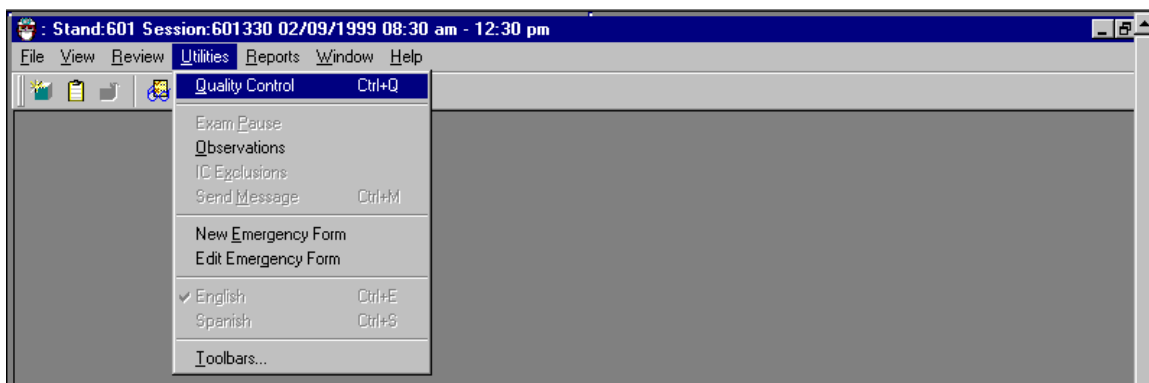 : Stand:601 Session:601330 02/09/1999 08:30 am - 12:30 pm
File View Review Utilities Reports Window Help
Quality Control Ctrl+Q
Exam Pause
Observations
IC Exclusions
Send Message Ctrl+M
New Emergency Form
Edit Emergency Form
English Ctrl+E
Spanish Ctrl+S
Toolbars...